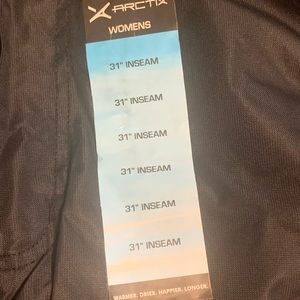 ARCTIX
WOMENS
31" INSEAM
31" INSEAM
31" INSEAM
31" INSEAM
31" INSEAM
31" INSEAM
WARMER. DRIER. HAPPIER. LONGER.